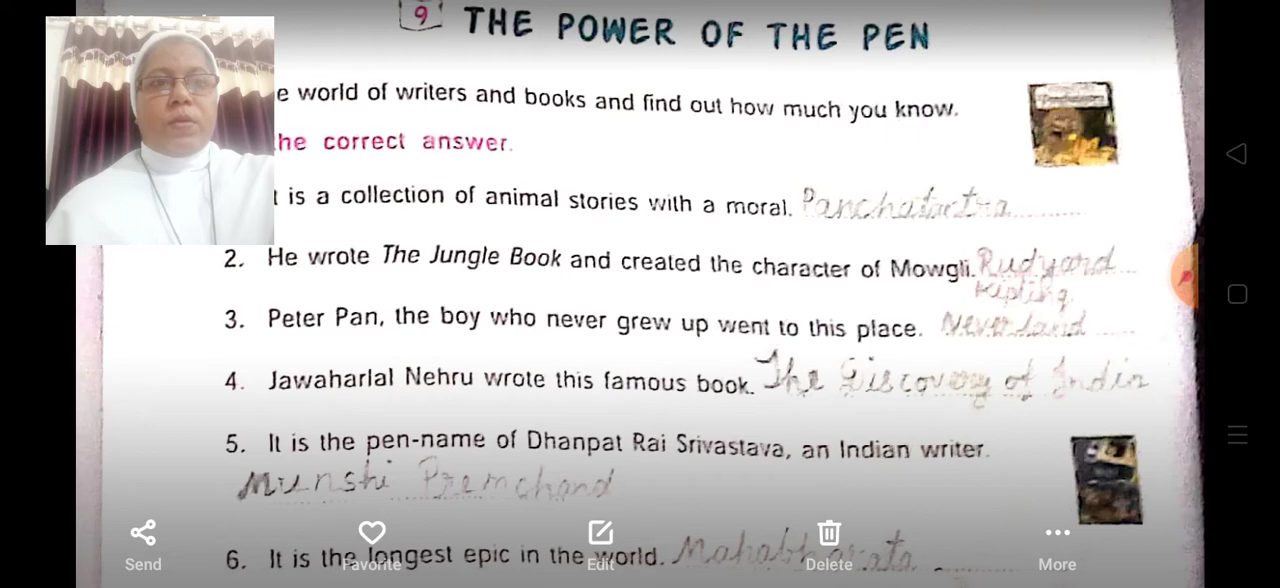 9 THE POWER OF THE PEN
e world of writers and books and find out how much you know.
he correct answer.
t is a collection of animal stories with a moral. Panchatartra
2. He wrote The Jungle Book and created the character of Mowgli. Rudyard
Kipling.
3. Peter Pan, the boy who never grew up went to this place. Neverland
4. Jawaharlal Nehru wrote this famous book. The Discovery of India
5. It is the pen-name of Dhanpat Rai Srivastava, an Indian writer.
Munshi Premchand
6. It is the longest epic in the world. Mahabharata
Send Favorite Edit Delete More